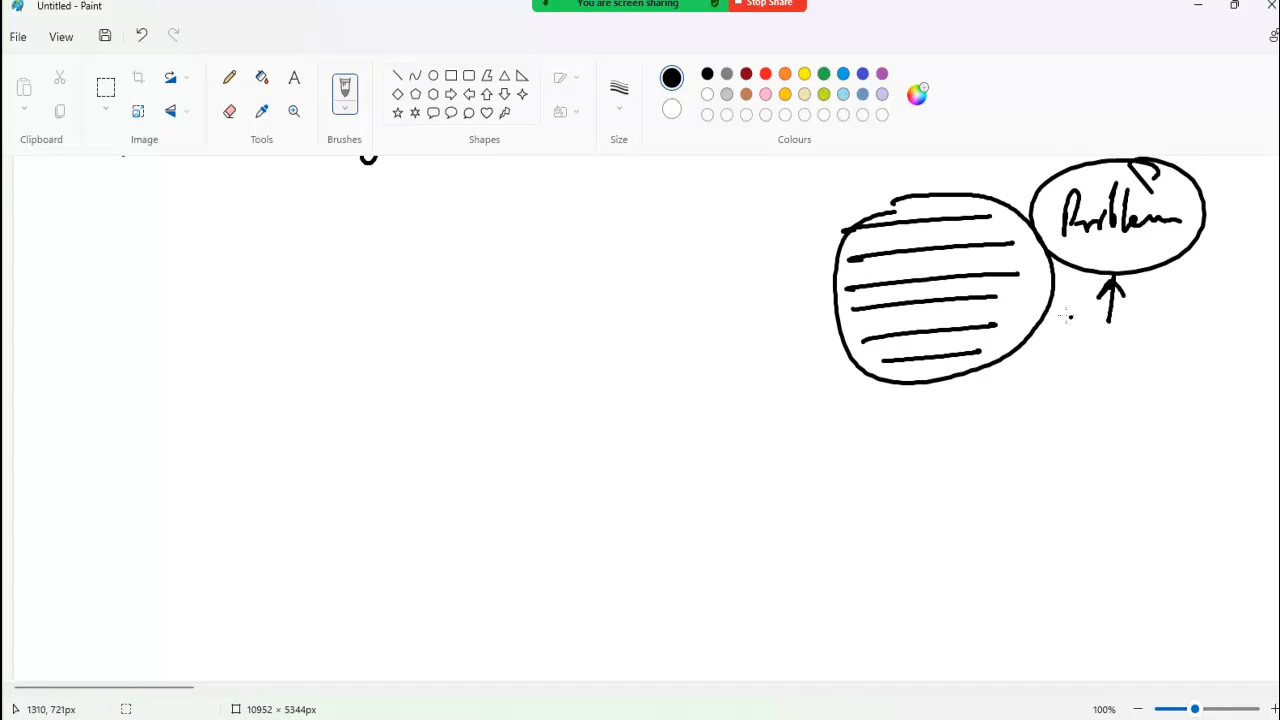 Untitled - Paint
You are screen sharing
Stop Share
File
View
Clipboard
Image
Tools
Brushes
Shapes
Size
Colours
Problem
1310, 721px
10952 × 5344px
100%